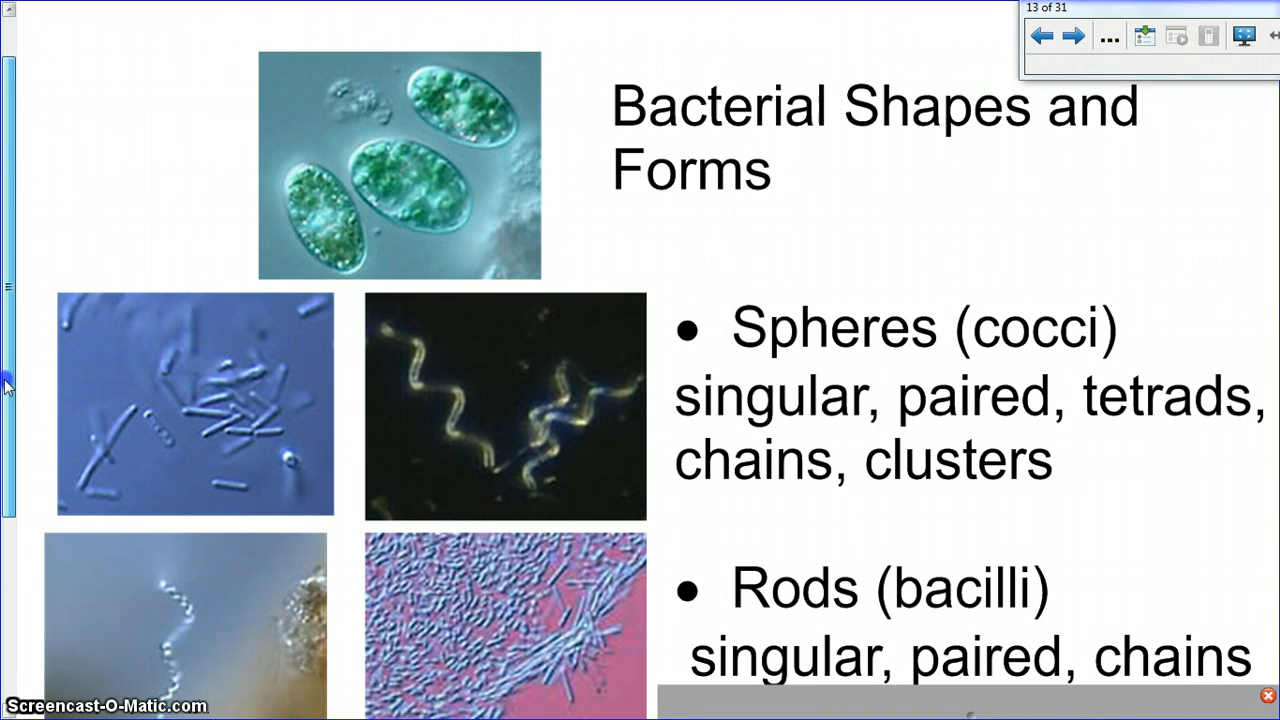 13 of 31
Bacterial Shapes and
Forms
● Spheres (cocci)
singular, paired, tetrads,
chains, clusters
● Rods (bacilli)
singular, paired, chains
Screencast-O-Matic.com